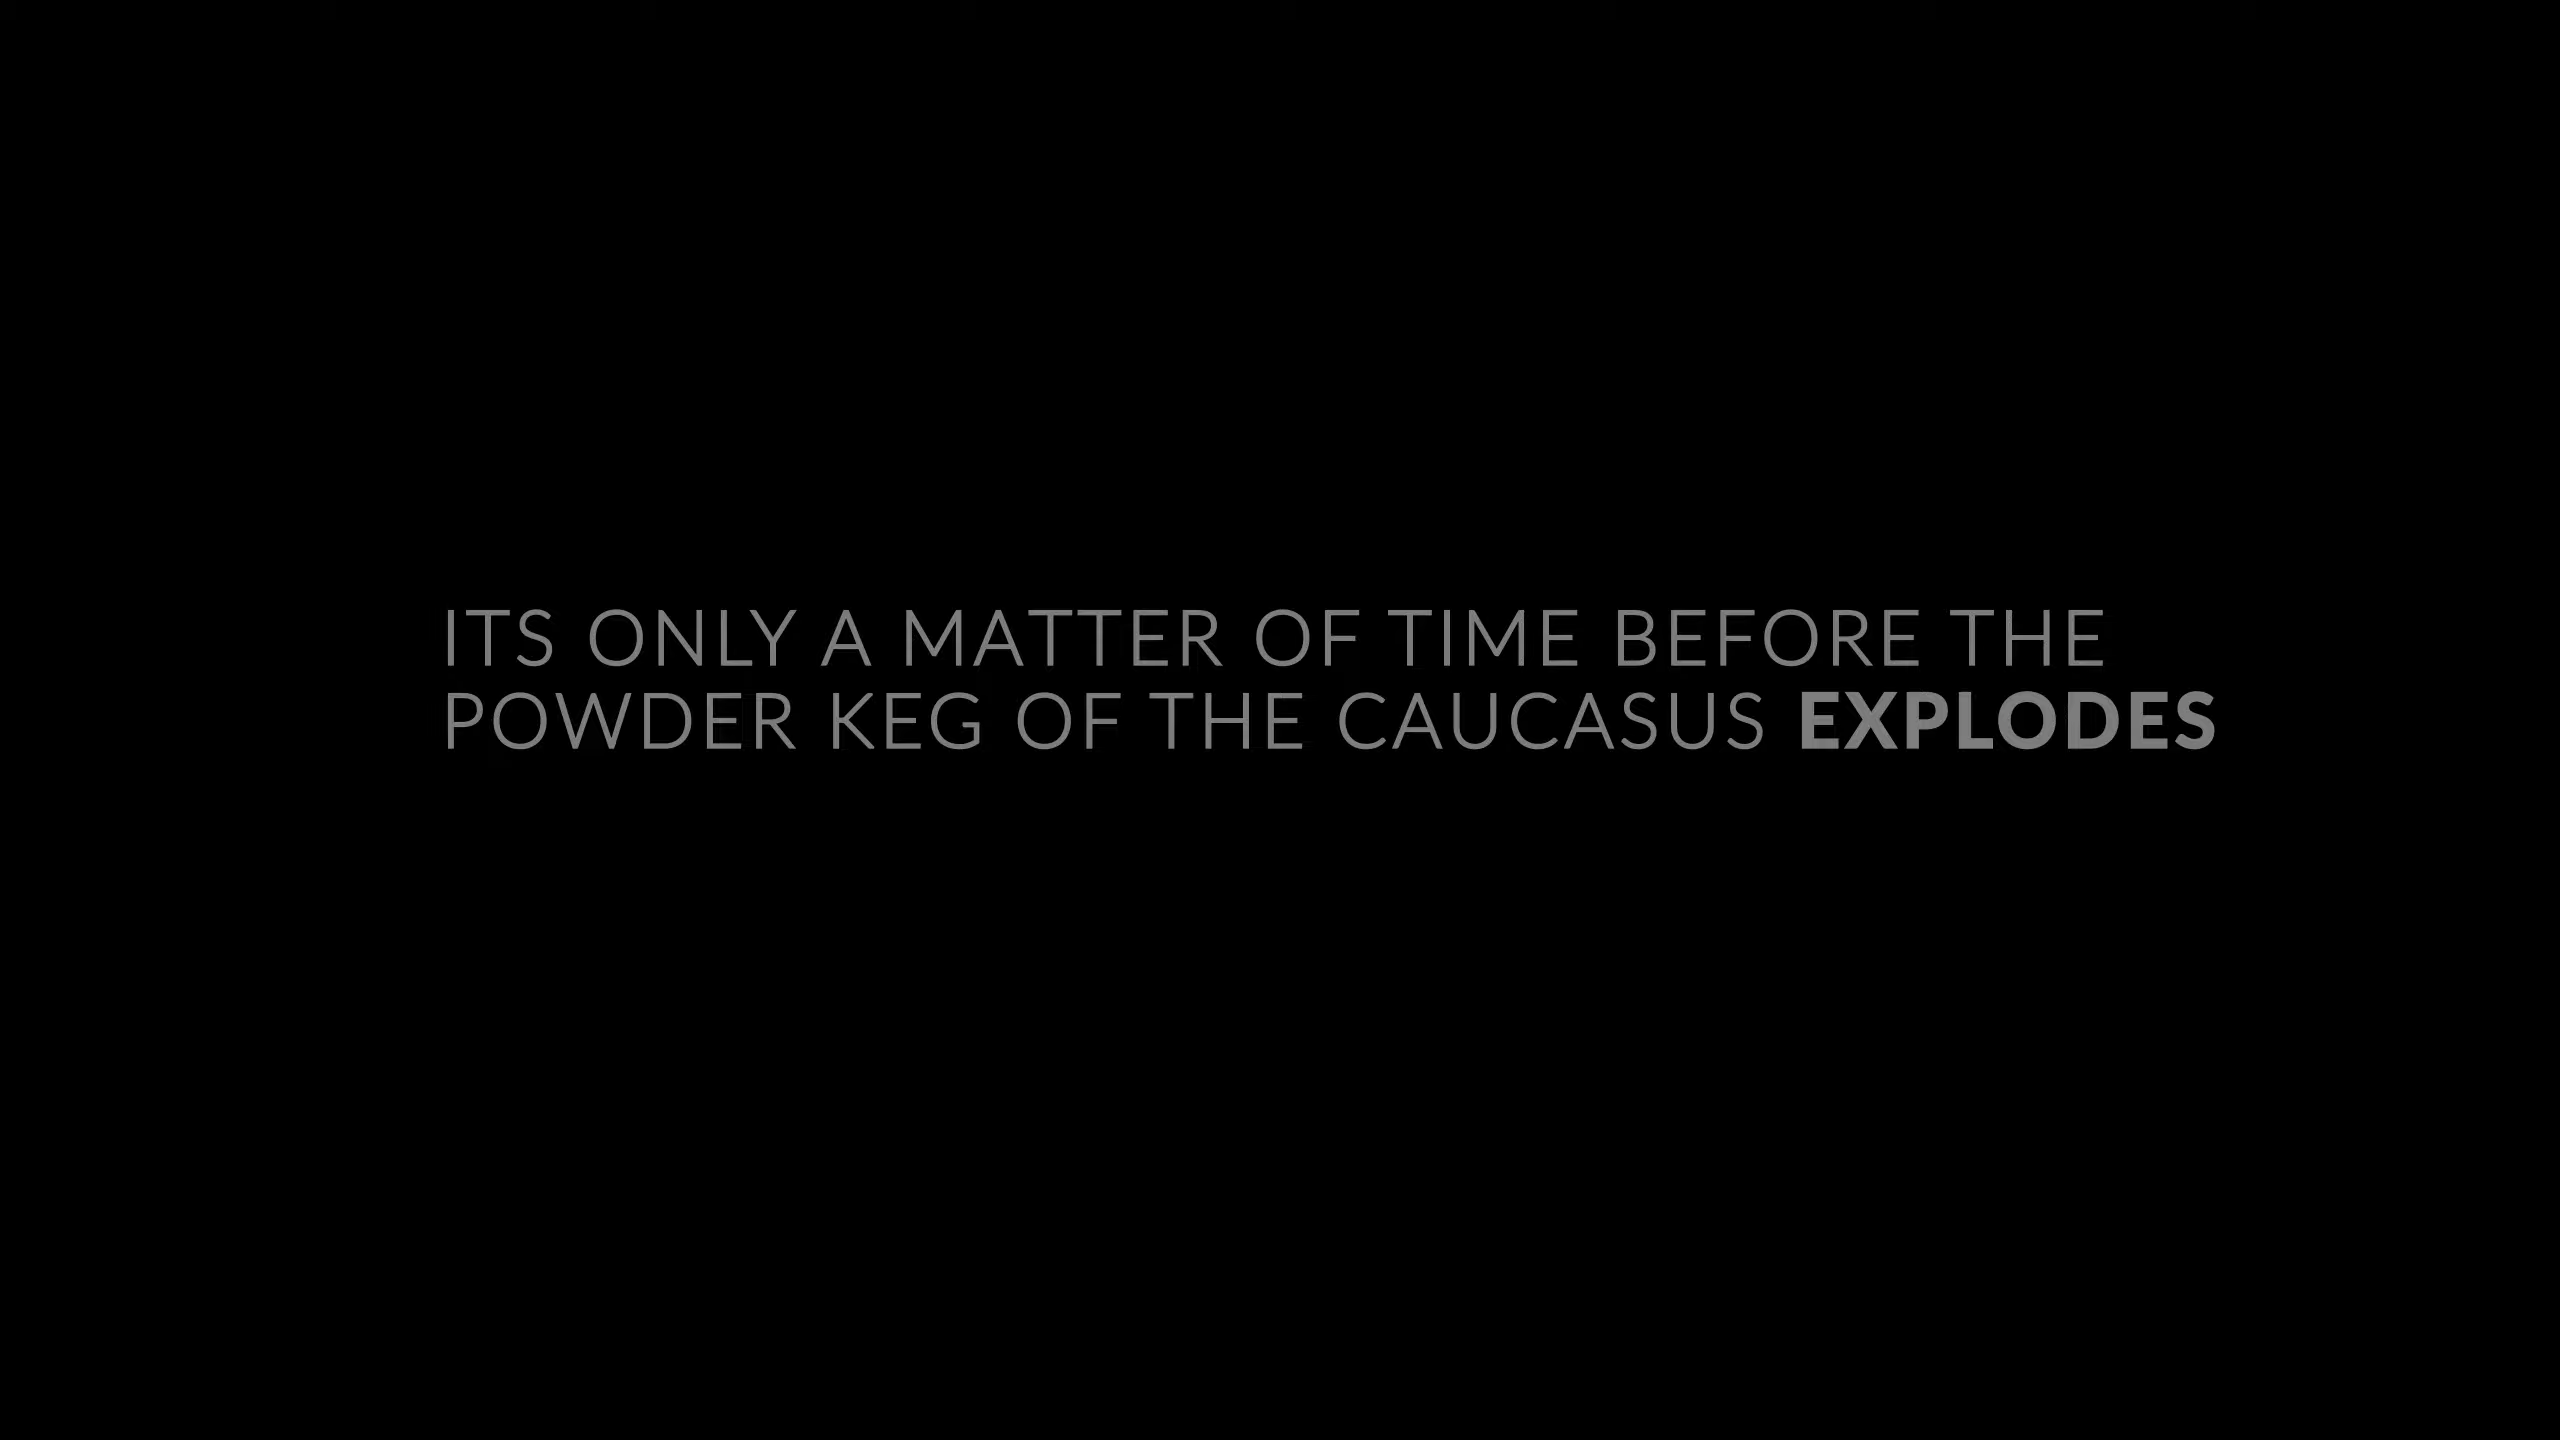 ITS ONLY A MATTER OF TIME BEFORE THE
POWDER KEG OF THE CAUCASUS EXPLODES